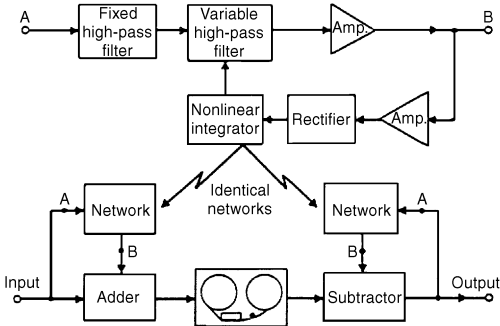 A
B
Fixed
high-pass
filter
Variable
high-pass
filter
Amp.
Nonlinear
integrator
Rectifier
Amp.
Identical
networks
A
Network
B
Network
A
B
Input
Adder
Subtractor
Output